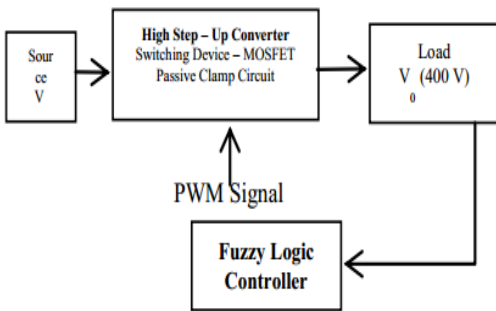 High Step – Up Converter
Switching Device – MOSFET
Passive Clamp Circuit
Sour
ce
V
Load
V (400 V)
0
PWM Signal
Fuzzy Logic
Controller